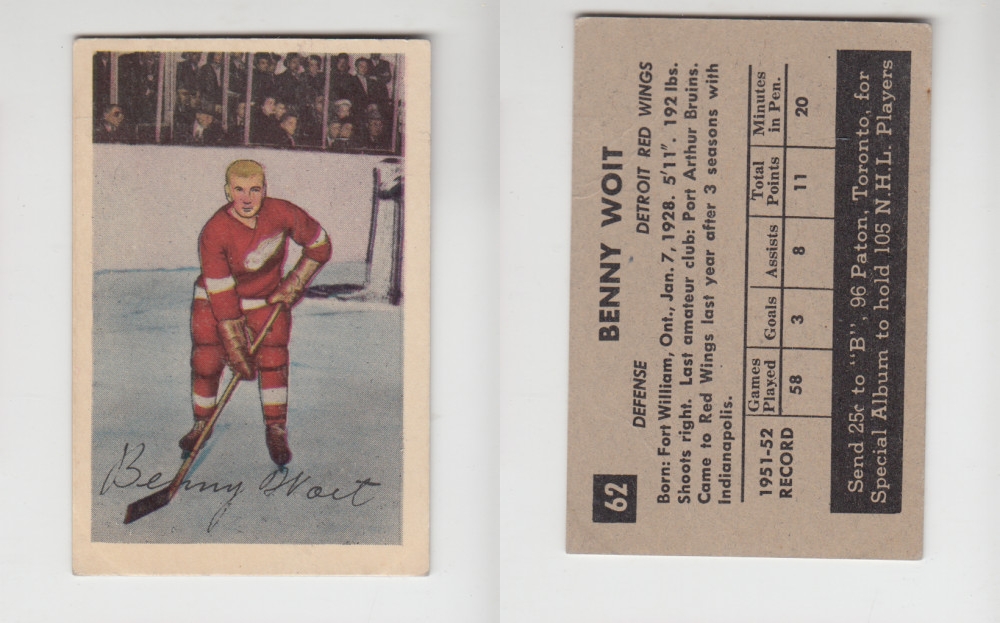 Benny Woit
62
BENNY WOIT
DEFENSE DETROIT RED WINGS
Born: Fort William, Ont., Jan. 7, 1928. 5'11". 192 lbs.
Shoots right. Last amateur club: Port Arthur Bruins.
Came to Red Wings last year after 3 seasons with
Indianapolis.
1951-52 RECORD
Games Played Goals Assists Total Points Minutes in Pen.
58 3 8 11 20
Send 25¢ to "B", 96 Paton, Toronto, for
Special Album to hold 105 N.H.L. Players